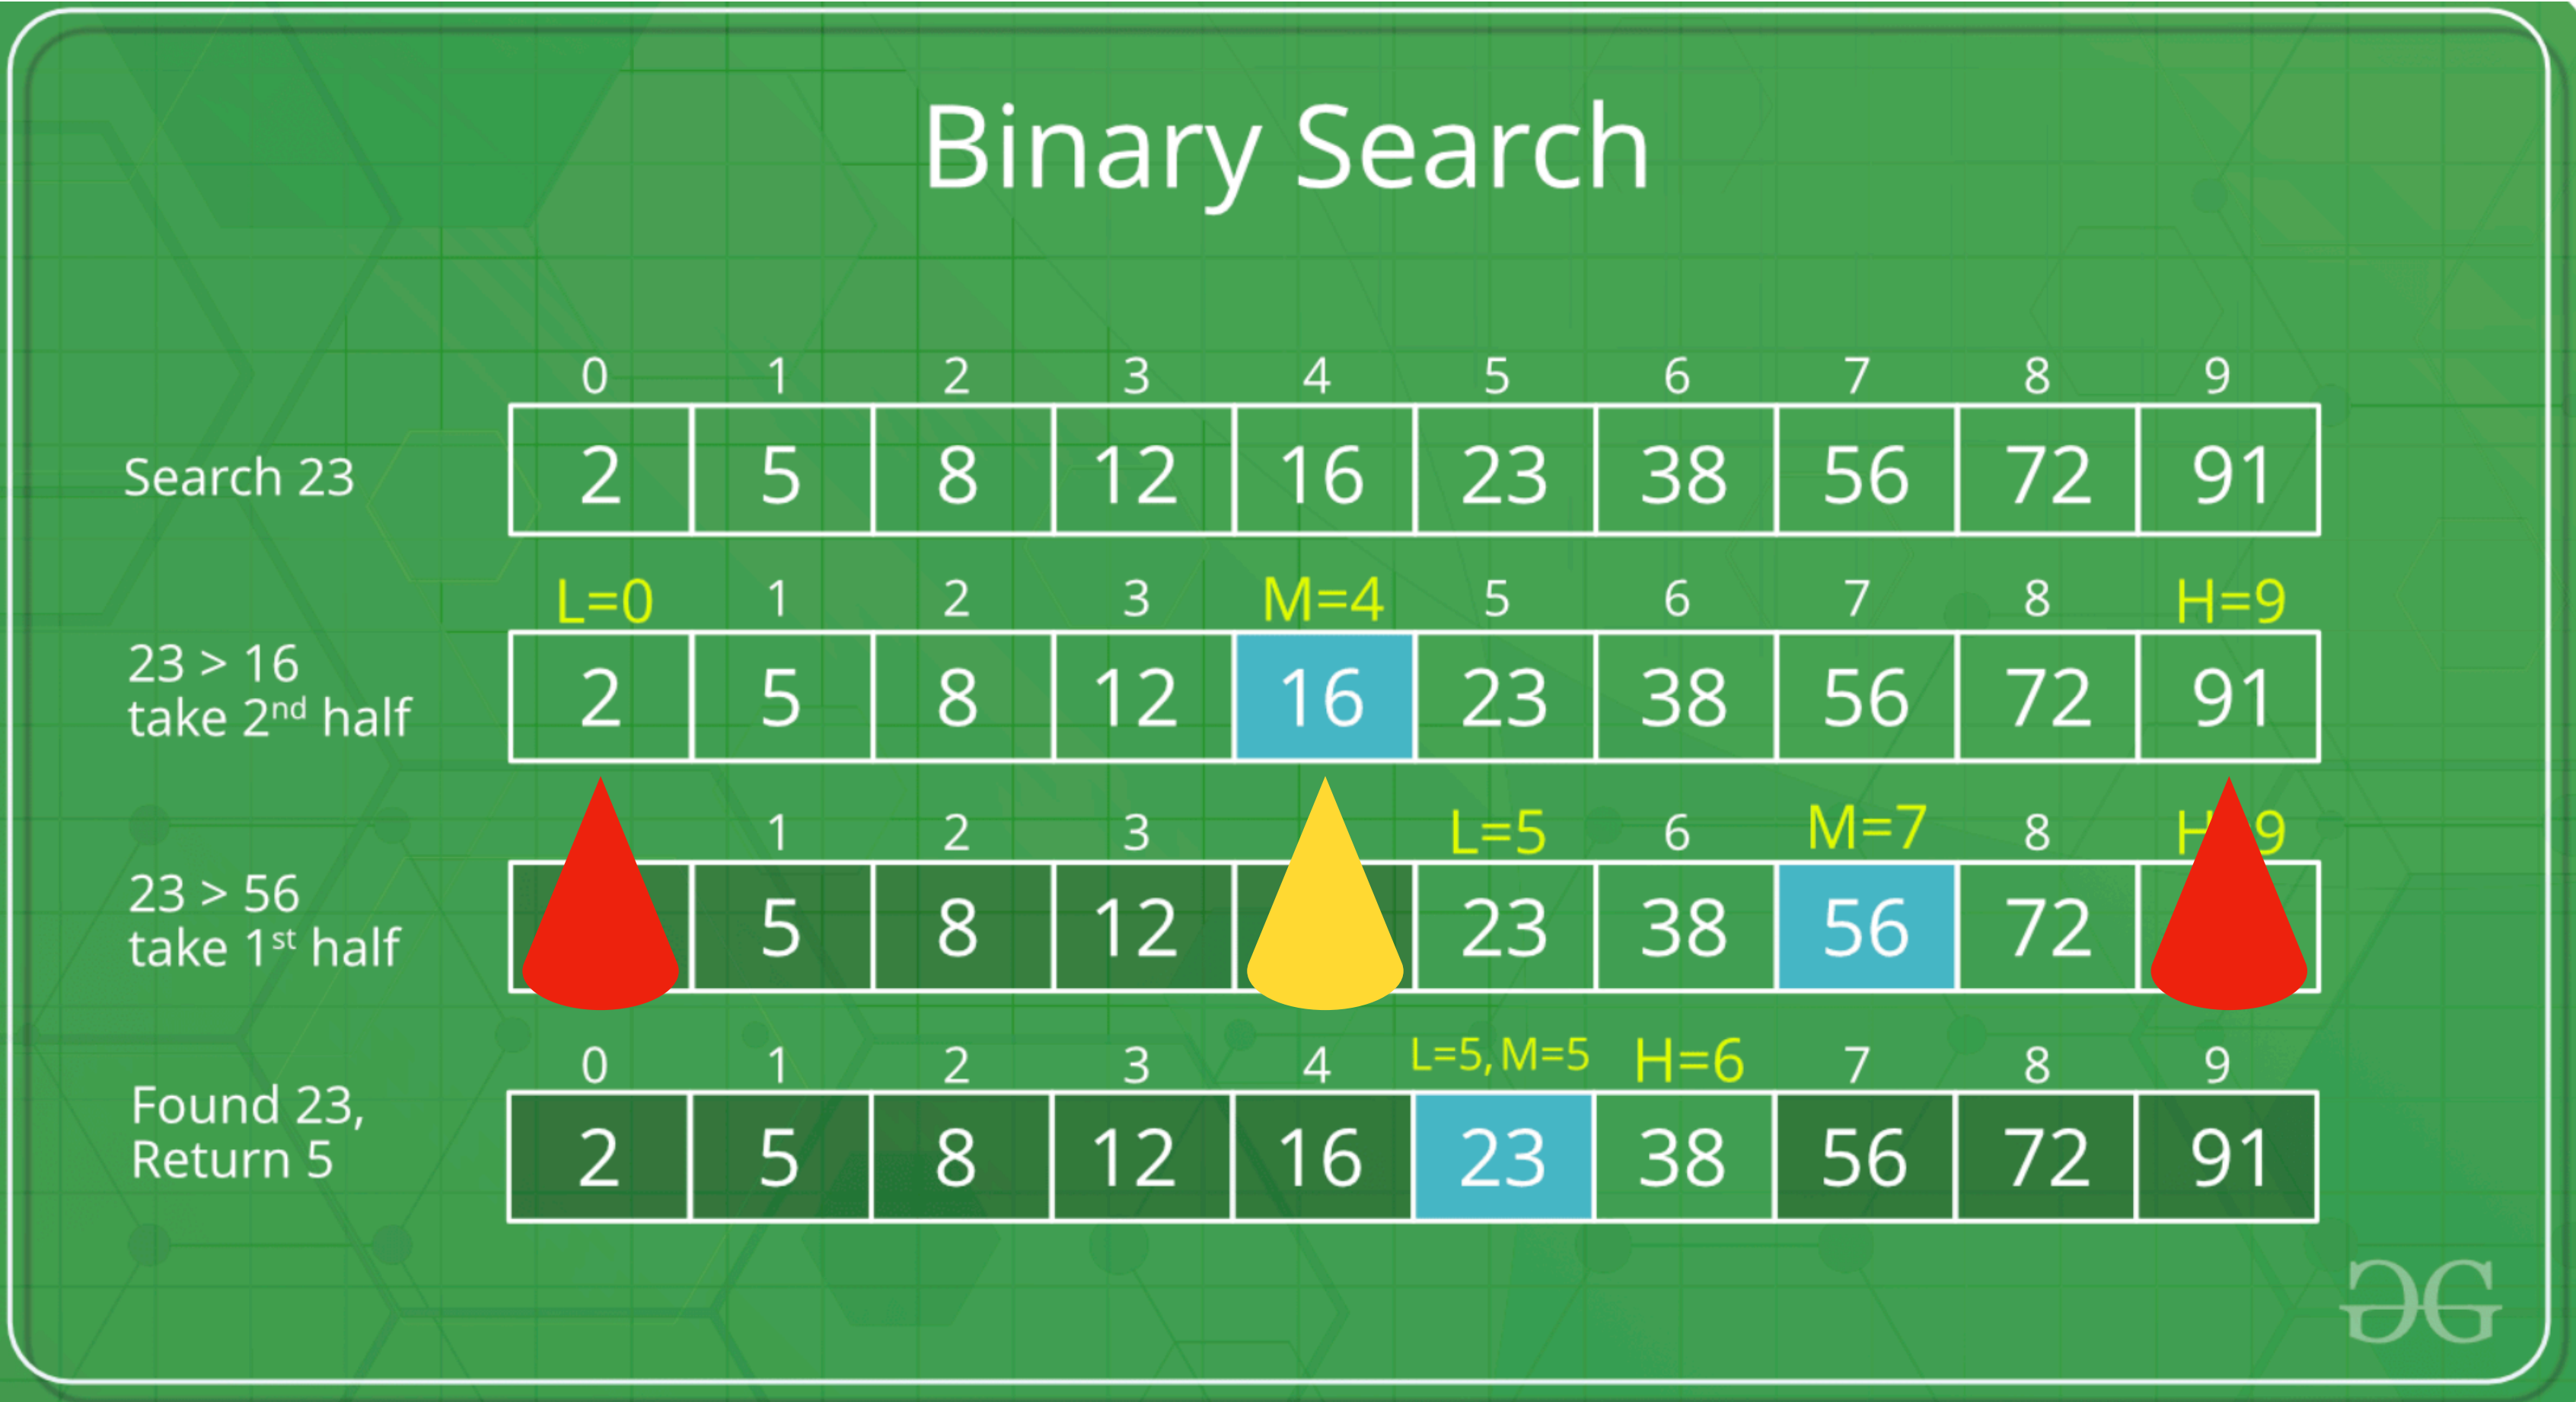 Binary Search
0 1 2 3 4 5 6 7 8 9
Search 23 2 5 8 12 16 23 38 56 72 91
L=0 1 2 3 M=4 5 6 7 8 H=9
23 > 16
take 2nd half
2 5 8 12 16 23 38 56 72 91
1 2 3 L=5 6 M=7 8 H 9
23 > 56
take 1st half
5 8 12 23 38 56 72
0 1 2 3 4 L=5, M=5 H=6 7 8 9
Found 23,
Return 5
2 5 8 12 16 23 38 56 72 91
GG